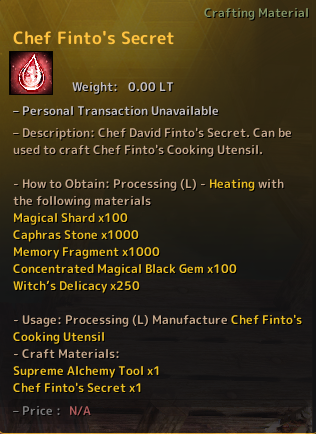 Crafting Material
Chef Finto's Secret
Weight: 0.00 LT
– Personal Transaction Unavailable
– Description: Chef David Finto's Secret. Can be
used to craft Chef Finto's Cooking Utensil.
- How to Obtain: Processing (L) - Heating with
the following materials
Magical Shard x100
Caphras Stone x1000
Memory Fragment x1000
Concentrated Magical Black Gem x100
Witch's Delicacy x250
- Usage: Processing (L) Manufacture Chef Finto's
Cooking Utensil
- Craft Materials:
Supreme Alchemy Tool x1
Chef Finto's Secret x1
– Price : N/A